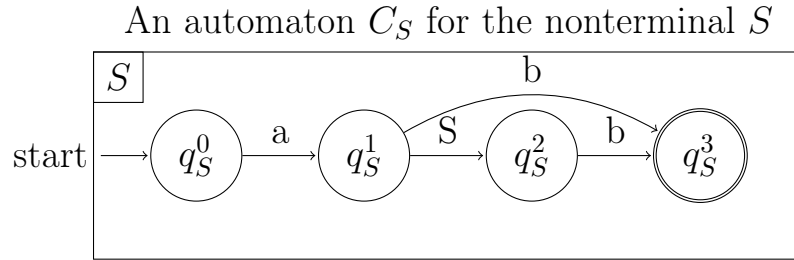 An automaton $C_S$ for the nonterminal $S$
S
b
start
$q_S^0$
a
$q_S^1$
S
$q_S^2$
b
$q_S^3$